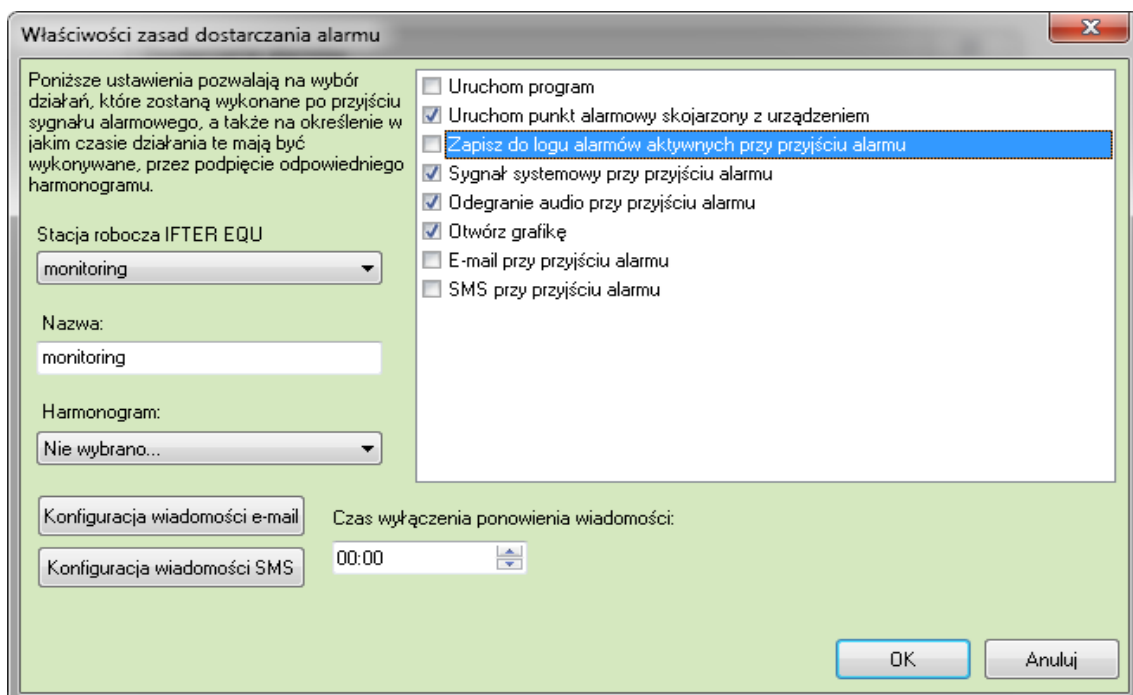 Właściwości zasad dostarczania alarmu
Poniższe ustawienia pozwalają na wybór
działań, które zostaną wykonane po przyjściu
sygnału alarmowego, a także na określenie w
jakim czasie działania te mają być
wykonywane, przez podpięcie odpowiedniego
harmonogramu.
Stacja robocza IFTER EQU
monitoring
Nazwa:
monitoring
Harmonogram:
Nie wybrano...
Uruchom program
Uruchom punkt alarmowy skojarzony z urządzeniem
Zapisz do logu alarmów aktywnych przy przyjściu alarmu
Sygnał systemowy przy przyjściu alarmu
Odegranie audio przy przyjściu alarmu
Otwórz grafikę
E-mail przy przyjściu alarmu
SMS przy przyjściu alarmu
Konfiguracja wiadomości e-mail
Konfiguracja wiadomości SMS
Czas wyłączenia ponowienia wiadomości:
00:00
OK
Anuluj